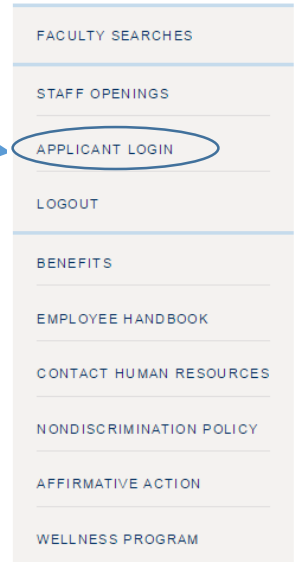 FACULTY SEARCHES
STAFF OPENINGS
APPLICANT LOGIN
LOGOUT
BENEFITS
EMPLOYEE HANDBOOK
CONTACT HUMAN RESOURCES
NONDISCRIMINATION POLICY
AFFIRMATIVE ACTION
WELLNESS PROGRAM